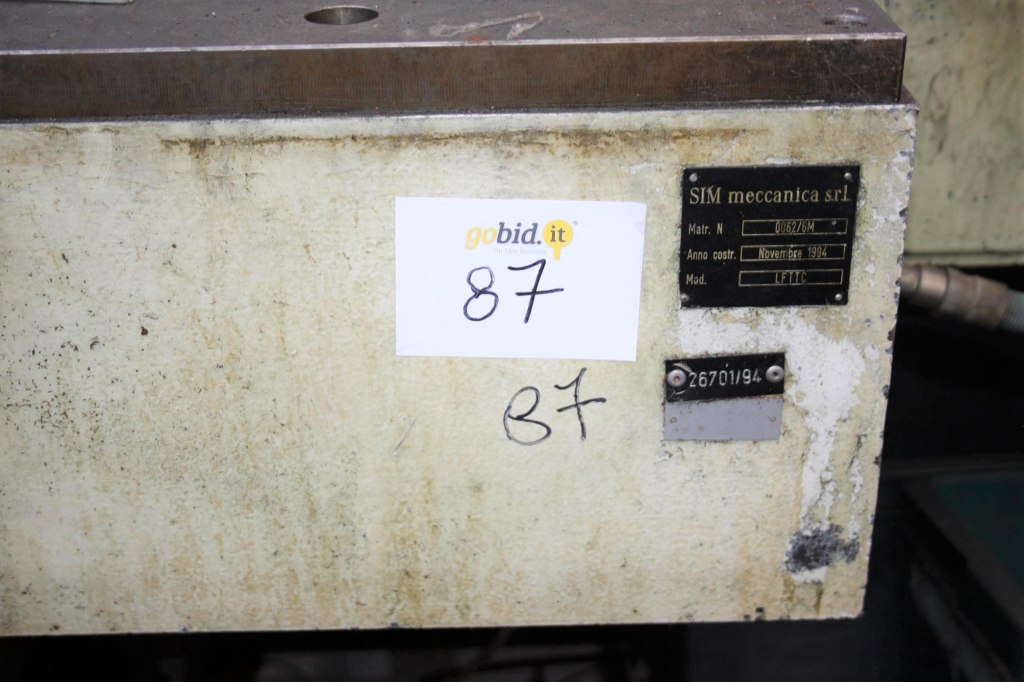 gobid.it
87
87
SIM meccanica s.r.l.
Matr. N 0062/6M
Anno costr. Novembre 1994
Mod. LFTTC
26701/94